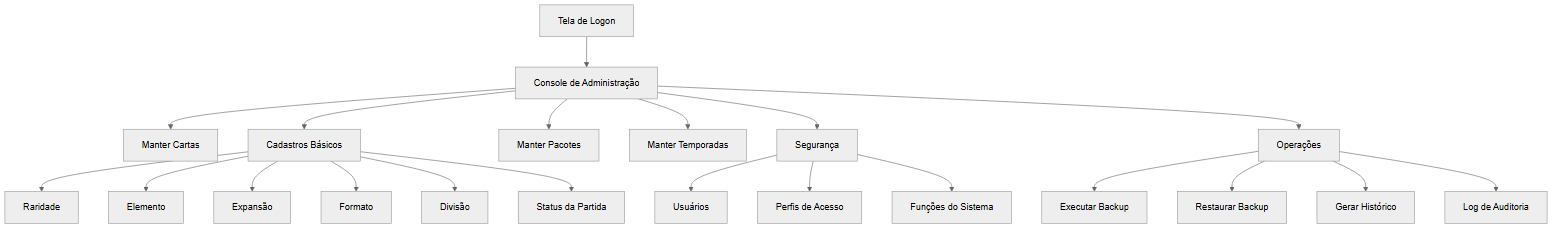 Tela de Logon
Console de Administração
Manter Cartas
Cadastros Básicos
Manter Pacotes
Manter Temporadas
Segurança
Operações
Raridade
Elemento
Expansão
Formato
Divisão
Status da Partida
Usuários
Perfis de Acesso
Funções do Sistema
Executar Backup
Restaurar Backup
Gerar Histórico
Log de Auditoria